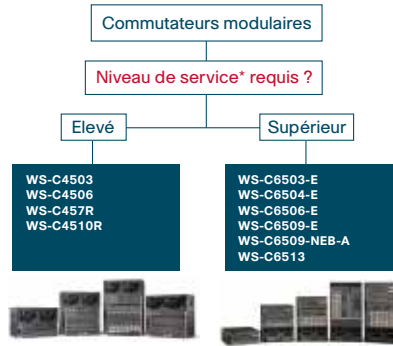 Commutateurs modulaires
Niveau de service* requis ?
Elevé
Supérieur
WS-C4503
WS-C4506
WS-C457R
WS-C4510R
WS-C6503-E
WS-C6504-E
WS-C6506-E
WS-C6509-E
WS-C6509-NEB-A
WS-C6513